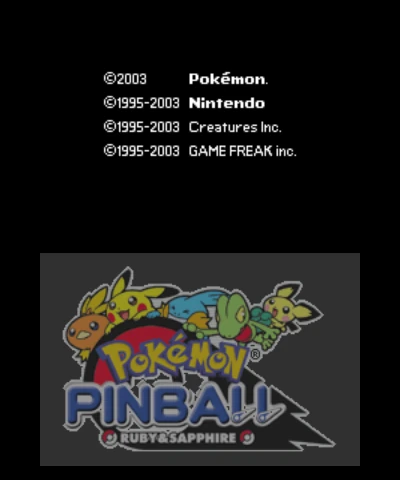 ©2003 Pokémon.
©1995-2003 Nintendo
©1995-2003 Creatures Inc.
©1995-2003 GAME FREAK inc.
POKéMON®
PINBALL
RUBY&SAPPHIRE